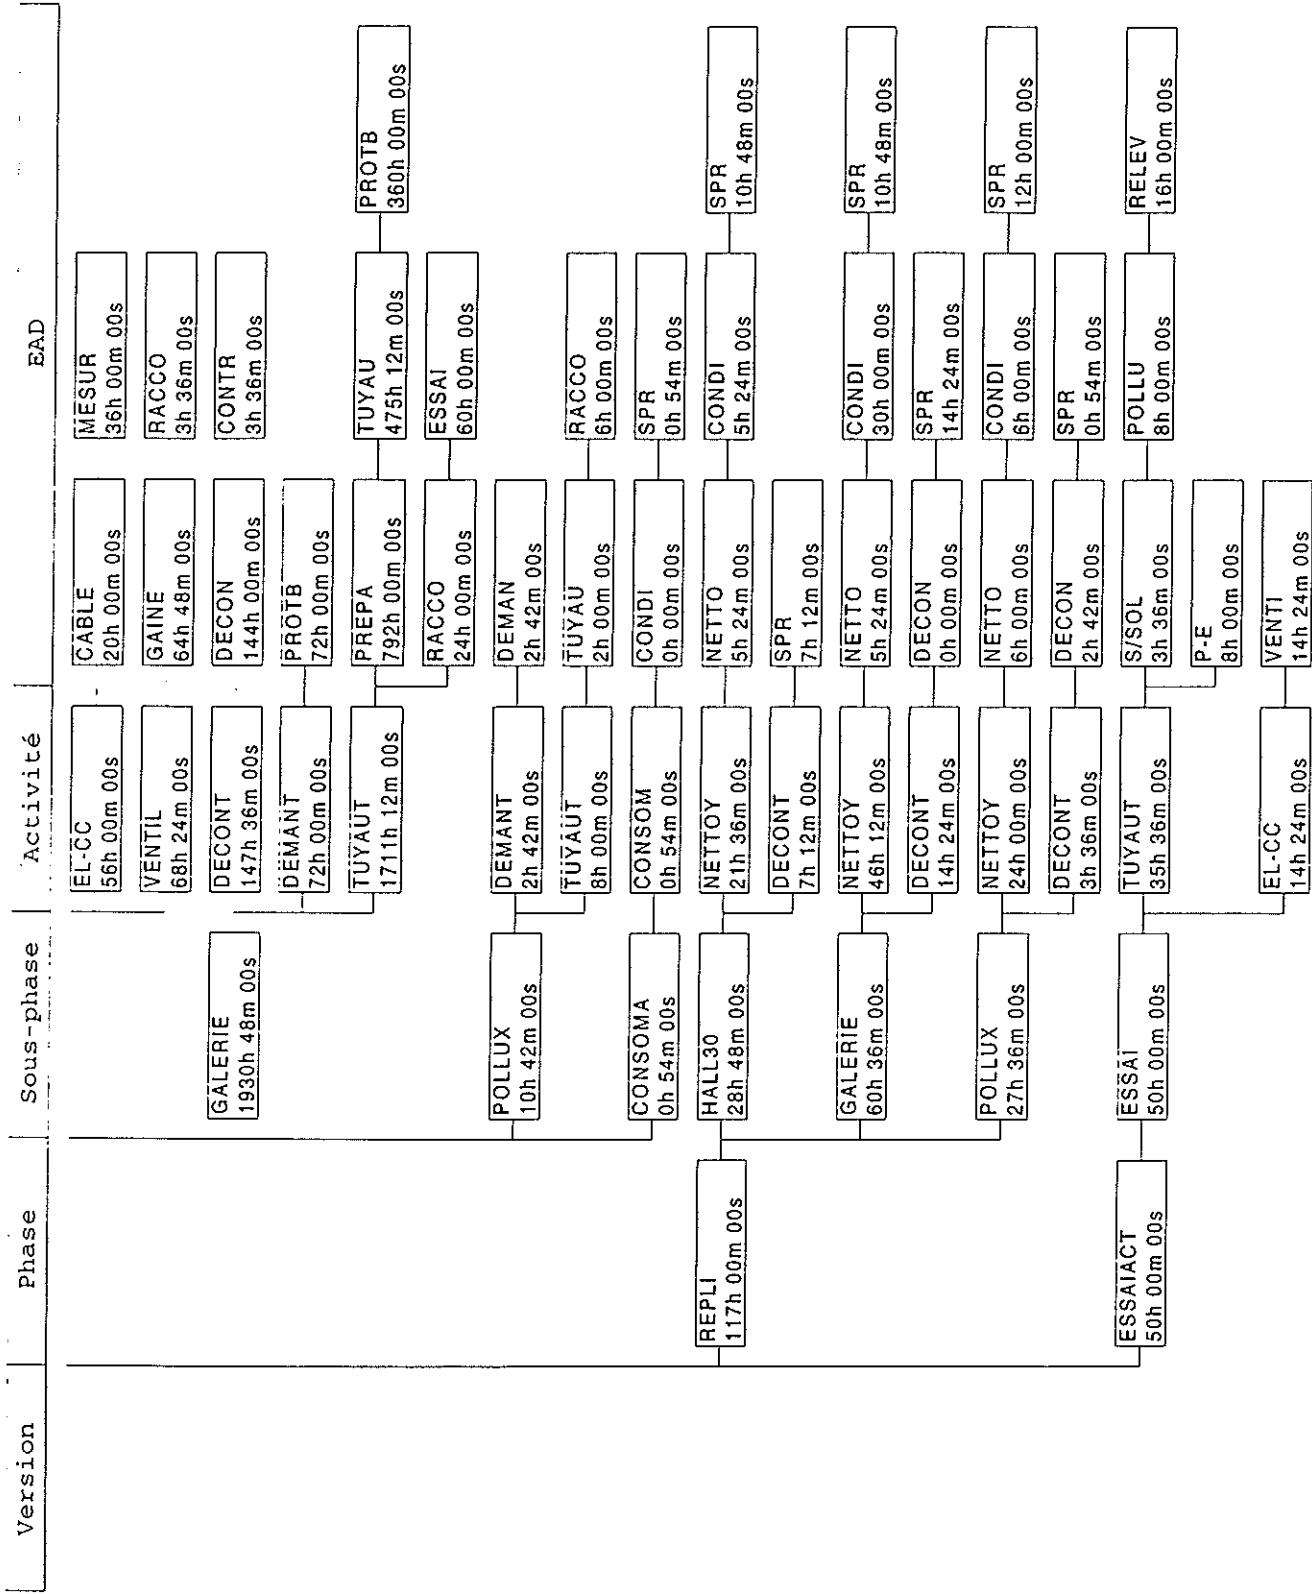 Version
Phase
Sous-phase
Activité
EAD
EL-CC
56h 00m 00s
CABLE
20h 00m 00s
MESUR
36h 00m 00s
VENTIL
68h 24m 00s
GAINE
64h 48m 00s
RACCO
3h 36m 00s
GALERIE
1930h 48m 00s
DECONT
147h 36m 00s
DECON
144h 00m 00s
CONTR
3h 36m 00s
DEMANT
72h 00m 00s
PROTB
72h 00m 00s
TUYAUT
1711h 12m 00s
PREPA
792h 00m 00s
TUYAU
475h 12m 00s
PROTB
360h 00m 00s
RACCO
24h 00m 00s
ESSAI
60h 00m 00s
POLLUX
10h 42m 00s
DEMANT
2h 42m 00s
DEMAN
2h 42m 00s
TUYAUT
8h 00m 00s
TUYAU
2h 00m 00s
RACCO
6h 00m 00s
CONSOMA
0h 54m 00s
CONSOM
0h 54m 00s
CONDI
0h 00m 00s
SPR
0h 54m 00s
REPLI
117h 00m 00s
HALL30
28h 48m 00s
NETTOY
21h 36m 00s
NETTO
5h 24m 00s
CONDI
5h 24m 00s
SPR
10h 48m 00s
DECONT
7h 12m 00s
SPR
7h 12m 00s
GALERIE
60h 36m 00s
NETTOY
46h 12m 00s
NETTO
5h 24m 00s
CONDI
30h 00m 00s
SPR
10h 48m 00s
DECONT
14h 24m 00s
DECON
0h 00m 00s
SPR
14h 24m 00s
POLLUX
27h 36m 00s
NETTOY
24h 00m 00s
NETTO
6h 00m 00s
CONDI
6h 00m 00s
SPR
12h 00m 00s
DECONT
3h 36m 00s
DECON
2h 42m 00s
SPR
0h 54m 00s
ESSAIACT
50h 00m 00s
ESSAI
50h 00m 00s
TUYAUT
35h 36m 00s
S/SOL
3h 36m 00s
POLLU
8h 00m 00s
RELEV
16h 00m 00s
P-E
8h 00m 00s
EL-CC
14h 24m 00s
VENTI
14h 24m 00s